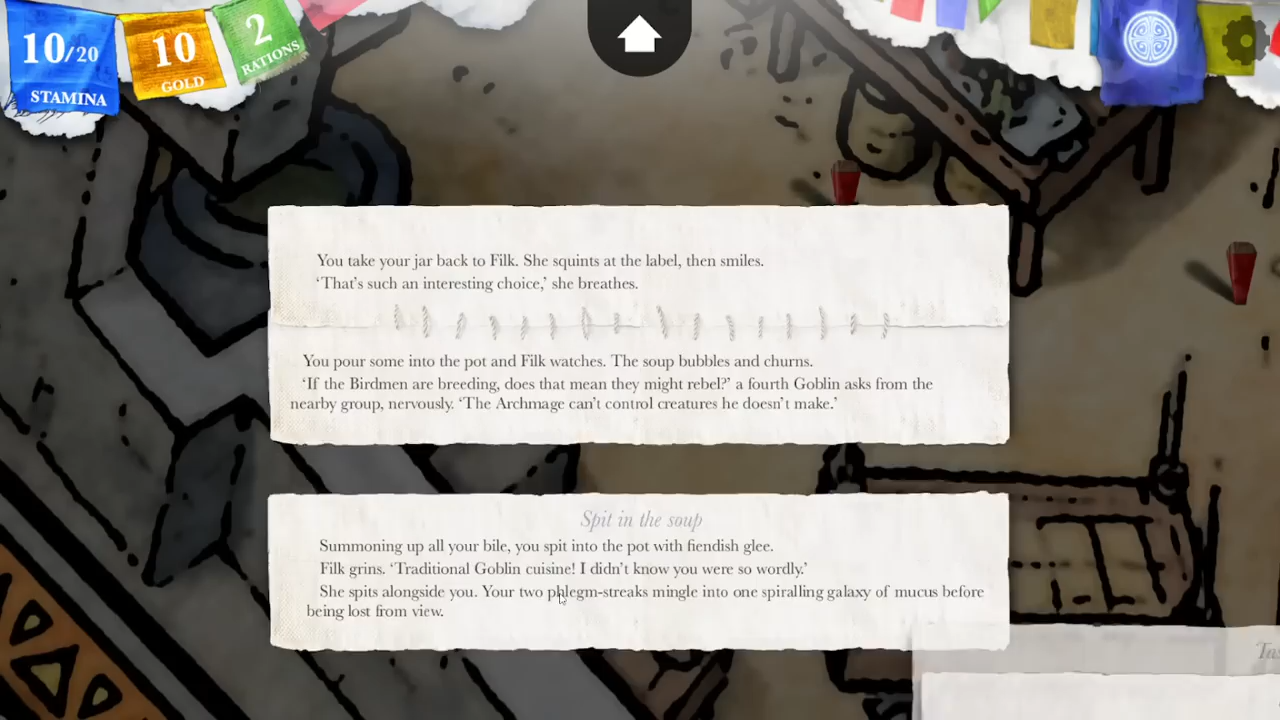 10/20
STAMINA
10
GOLD
2
RATIONS
You take your jar back to Filk. She squints at the label, then smiles.
‘That’s such an interesting choice,’ she breathes.
You pour some into the pot and Filk watches. The soup bubbles and churns.
‘If the Birdmen are breeding, does that mean they might rebel?’ a fourth Goblin asks from the
nearby group, nervously. ‘The Archmage can’t control creatures he doesn’t make.’
Spit in the soup
Summoning up all your bile, you spit into the pot with fiendish glee.
Filk grins. ‘Traditional Goblin cuisine! I didn’t know you were so wordly.’
She spits alongside you. Your two phlegm-streaks mingle into one spiralling galaxy of mucus before
being lost from view.